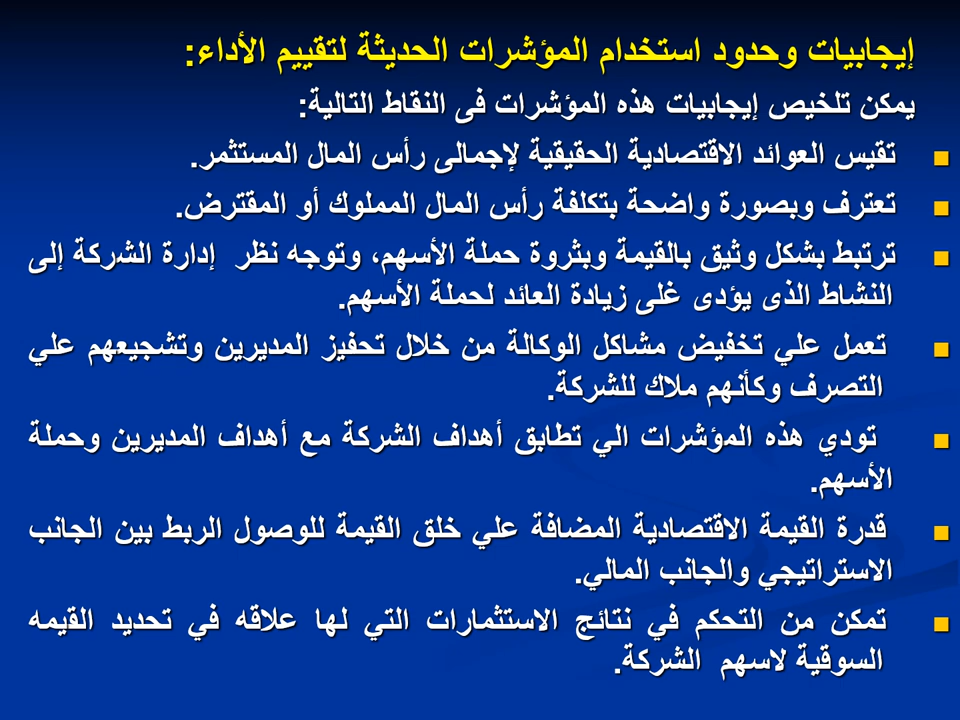 إيجابيات وحدود استخدام المؤشرات الحديثة لتقييم الأداء:
يمكن تلخيص إيجابيات هذه المؤشرات فى النقاط التالية:
تقيس العوائد الاقتصادية الحقيقية لإجمالى رأس المال المستثمر.
تعترف وبصورة واضحة بتكلفة رأس المال المملوك أو المقترض.
ترتبط بشكل وثيق بالقيمة وبثروة حملة الأسهم، وتوجه نظر إدارة الشركة إلى
النشاط الذى يؤدى غلى زيادة العائد لحملة الأسهم.
تعمل علي تخفيض مشاكل الوكالة من خلال تحفيز المديرين وتشجيعهم علي
التصرف وكأنهم ملاك للشركة.
تودي هذه المؤشرات الي تطابق أهداف الشركة مع أهداف المديرين وحملة
الأسهم.
قدرة القيمة الاقتصادية المضافة علي خلق القيمة للوصول الربط بين الجانب
الاستراتيجي والجانب المالي.
تمكن من التحكم في نتائج الاستثمارات التي لها علاقه في تحديد القيمه
السوقية لاسهم الشركة.